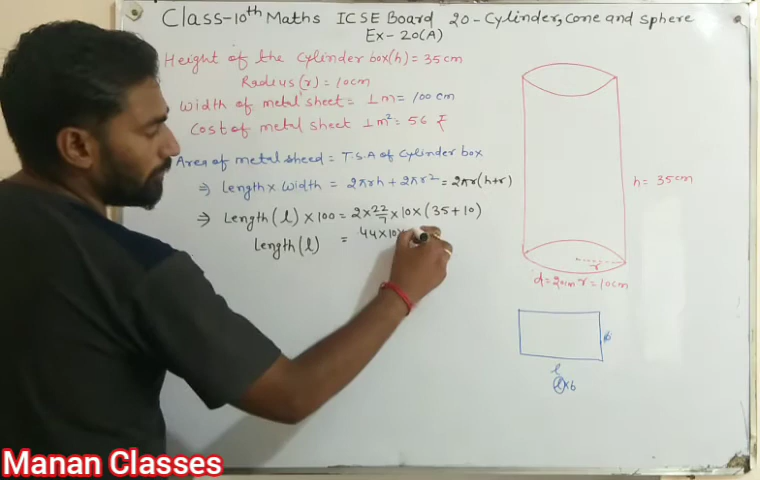 Class-10th Maths ICSE Board 20-Cylinder, Cone and sphere
Ex-20(A)
Height of the cylinder box(h) = 35cm
Radius(r) = 10cm
Width of metal sheet = 1m = 100 cm
Cost of metal sheet 1m² = 56 ₹
Area of metal sheed = T.S.A of cylinder box
⇒ Length × width = 2πrh + 2πr² = 2πr(h+r)
⇒ Length(l) × 100 = 2 × 22/7 × 10 × (35+10)
Length(l) = 44×10×
h = 35cm
r
d=20cm r=10cm
l
l×b
Manan Classes